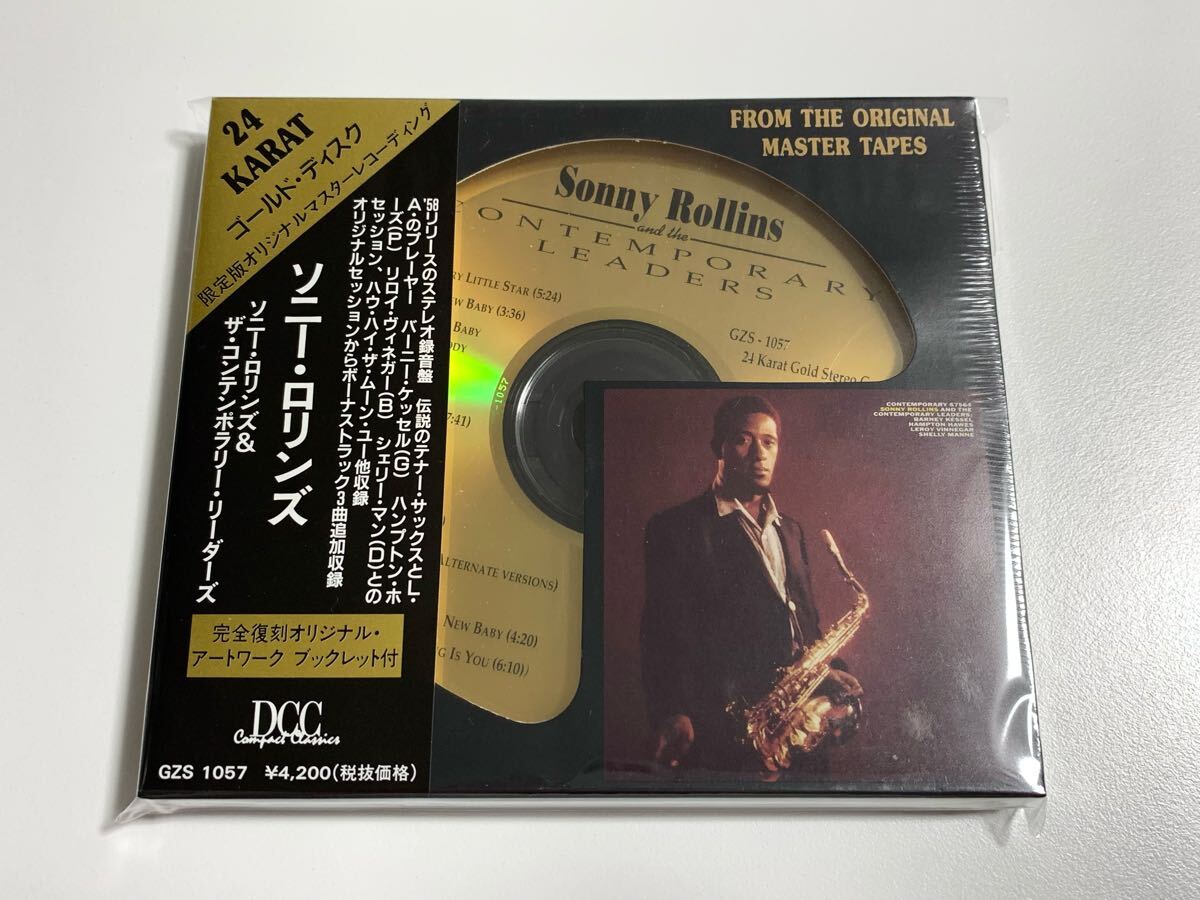 24
KARAT
ゴールド・ディスク
限定版オリジナルマスターレコーディング
'58リリースのステレオ録音盤 伝説のテナー・サックスとL・
A・のプレーヤー バーニー・ケッセル(G) ハンプトン・ホ
ーズ(P) リロイ・ヴィネガー(B) シェリー・マン(D)との
セッション、ハウ・ハイ・ザ・ムーン・ユー他収録
オリジナルセッションからボーナストラック3曲追加収録
ソニー・ロリンズ
ソニー・ロリンズ&
ザ・コンテンポラリー・リーダーズ
完全復刻オリジナル・
アートワーク ブックレット付
DCC
Compact Classics
GZS 1057 ¥4,200(税抜価格)
FROM THE ORIGINAL
MASTER TAPES
Sonny Rollins
and the
ONTEMPORARY
LEADERS
RY LITTLE STAR (5:24)
EW BABY (3:36)
BABY
ODY
7:41)
ALTERNATE VERSIONS)
NEW BABY (4:20)
G IS YOU (6:10)
GZS - 1057
24 Karat Gold Stereo C
-1057
CONTEMPORARY S7564
SONNY ROLLINS AND THE
CONTEMPORARY LEADERS:
BARNEY KESSEL
HAMPTON HAWES
LEROY VINNEGAR
SHELLY MANNE